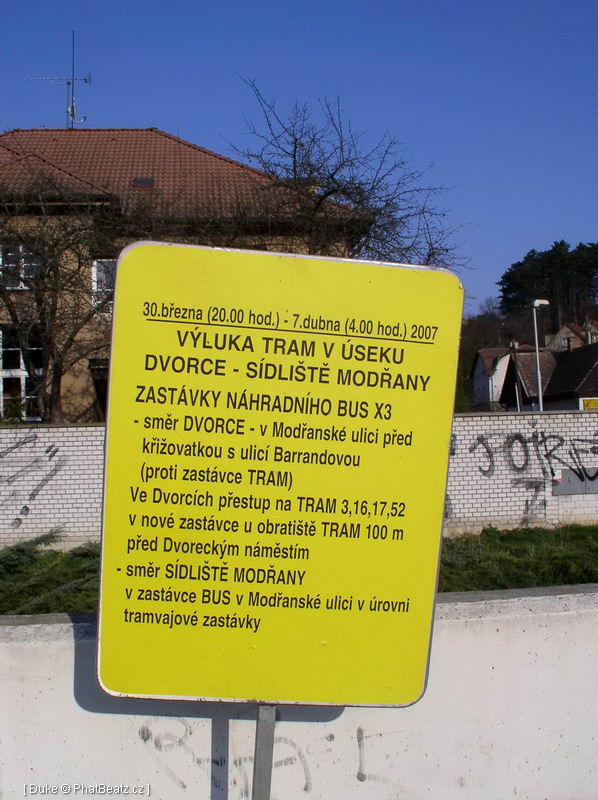 30.března (20.00 hod.) - 7.dubna (4.00 hod.) 2007
VÝLUKA TRAM V ÚSEKU
DVORCE - SÍDLIŠTĚ MODŘANY
ZASTÁVKY NÁHRADNÍHO BUS X3
- směr DVORCE - v Modřanské ulici před
křižovatkou s ulicí Barrandovou
(proti zastávce TRAM)
Ve Dvorcích přestup na TRAM 3,16,17,52
v nové zastávce u obratiště TRAM 100 m
před Dvoreckým náměstím
- směr SÍDLIŠTĚ MODŘANY
v zastávce BUS v Modřanské ulici v úrovni
tramvajové zastávky
[ Duke © PhatBeatz.cz ]